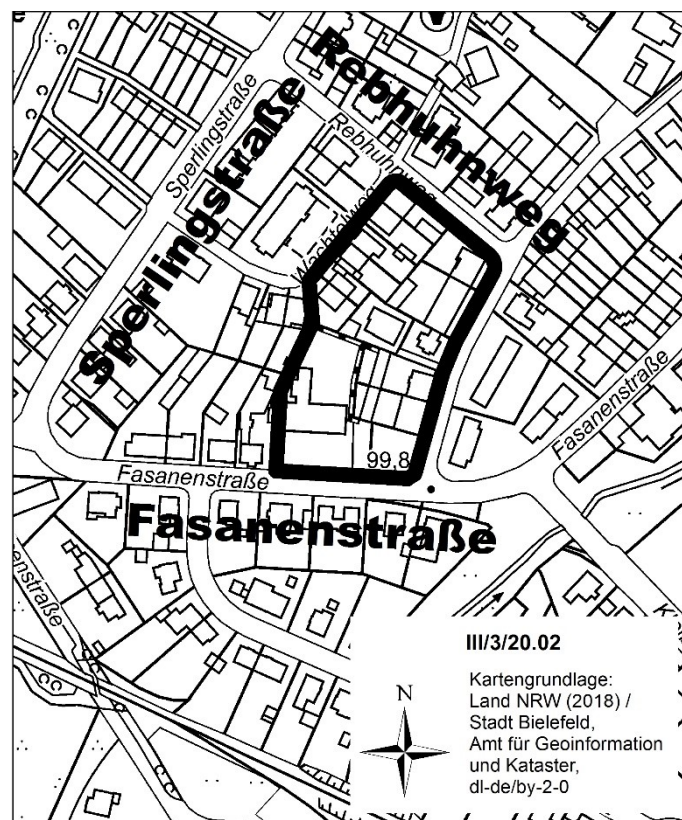 Rebhuhnweg
Sperlingstraße
Sperlingstraße
Rebhuhnweg
Wachtelweg
Fasanenstraße
99,8
Fasanenstraße
Fasanenstraße
enstraße
III/3/20.02
N
Kartengrundlage:
Land NRW (2018) /
Stadt Bielefeld,
Amt für Geoinformation
und Kataster,
dl-de/by-2-0